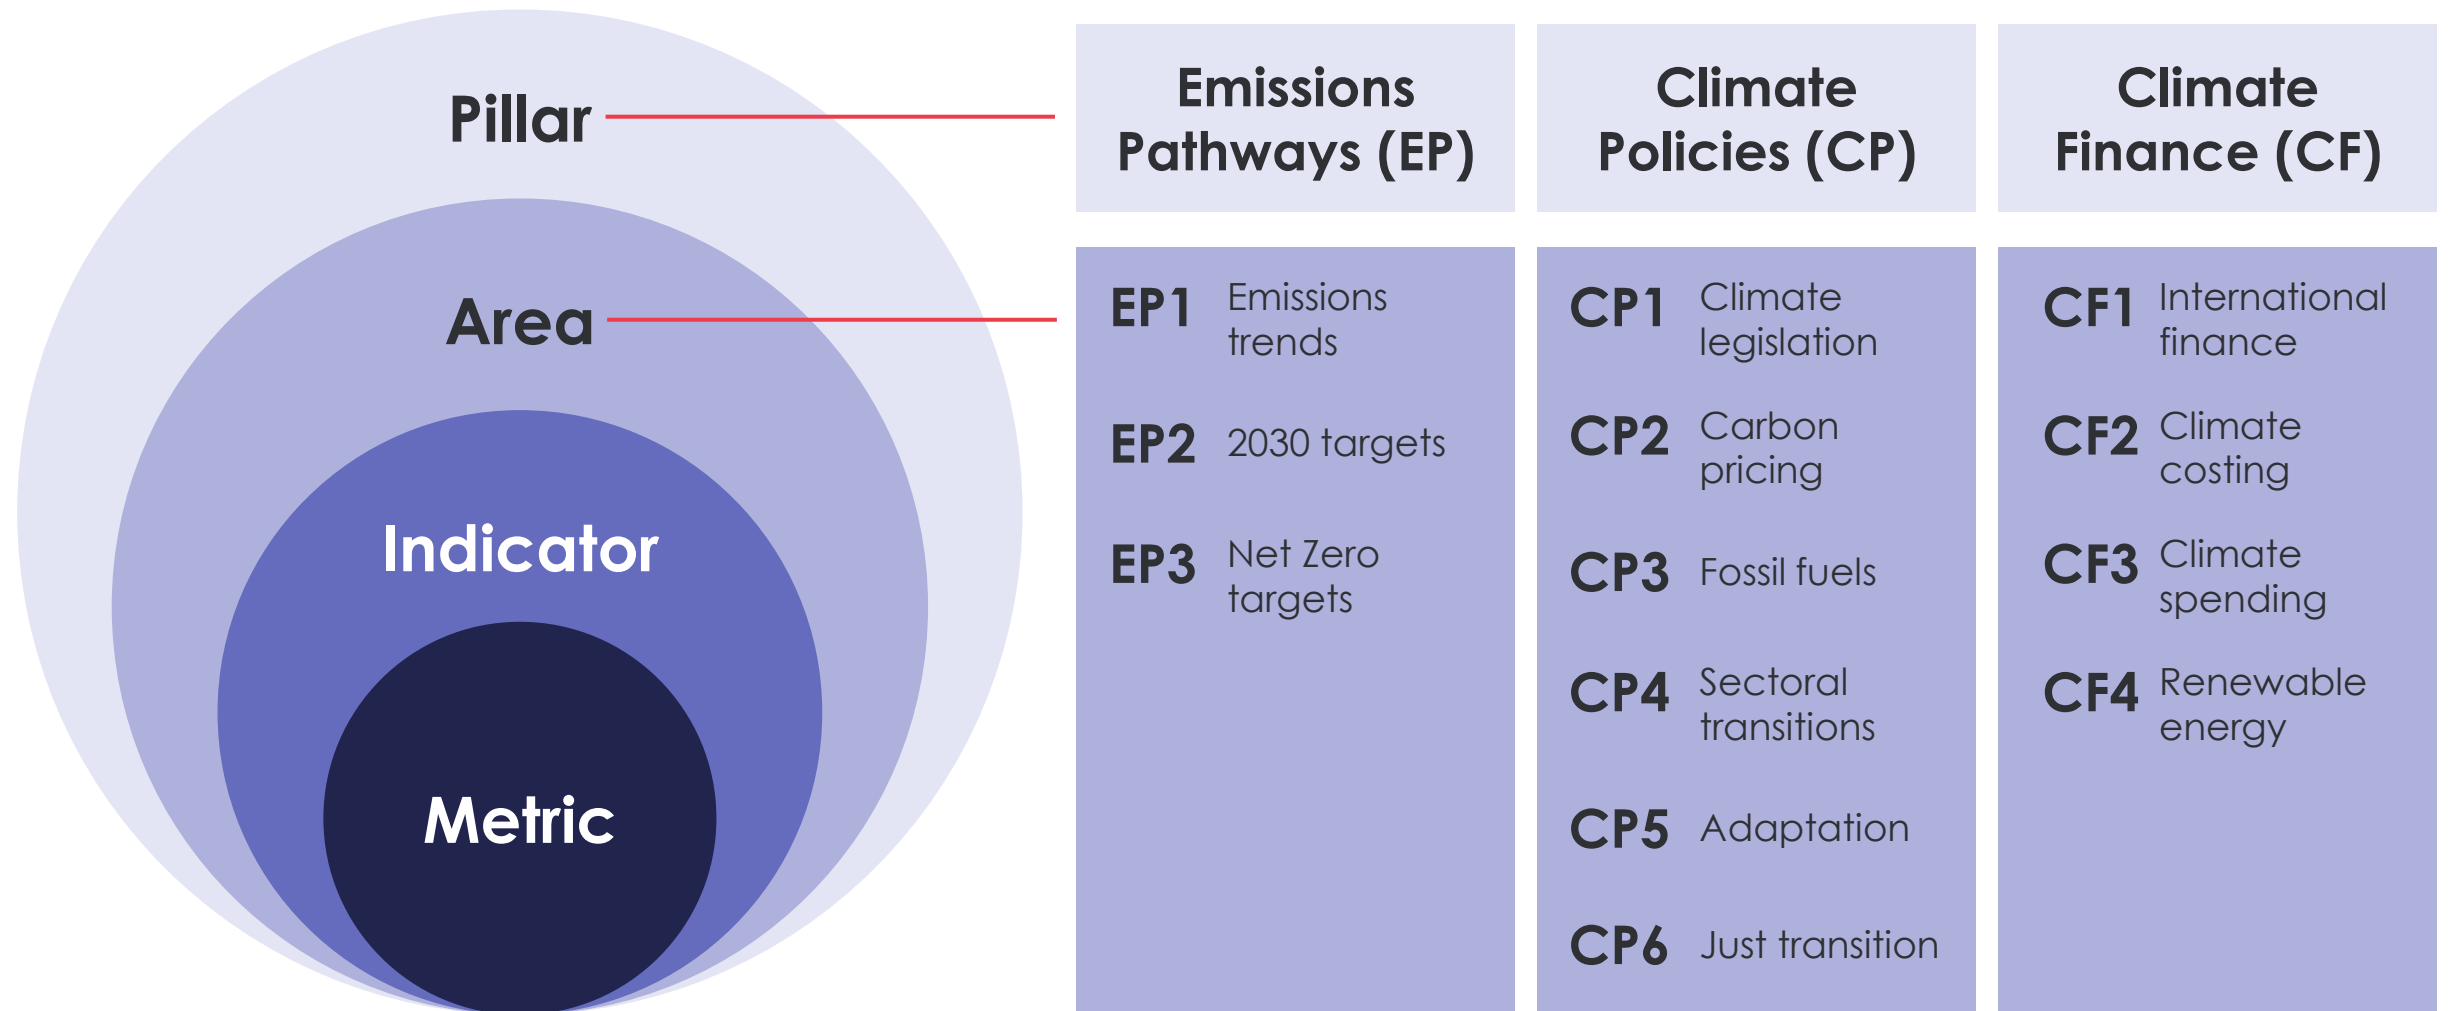 Pillar
Area
Indicator
Metric
Emissions
Pathways (EP)
EP1 Emissions
trends
EP2 2030 targets
EP3 Net Zero
targets
Climate
Policies (CP)
CP1 Climate
legislation
CP2 Carbon
pricing
CP3 Fossil fuels
CP4 Sectoral
transitions
CP5 Adaptation
CP6 Just transition
Climate
Finance (CF)
CF1 International
finance
CF2 Climate
costing
CF3 Climate
spending
CF4 Renewable
energy